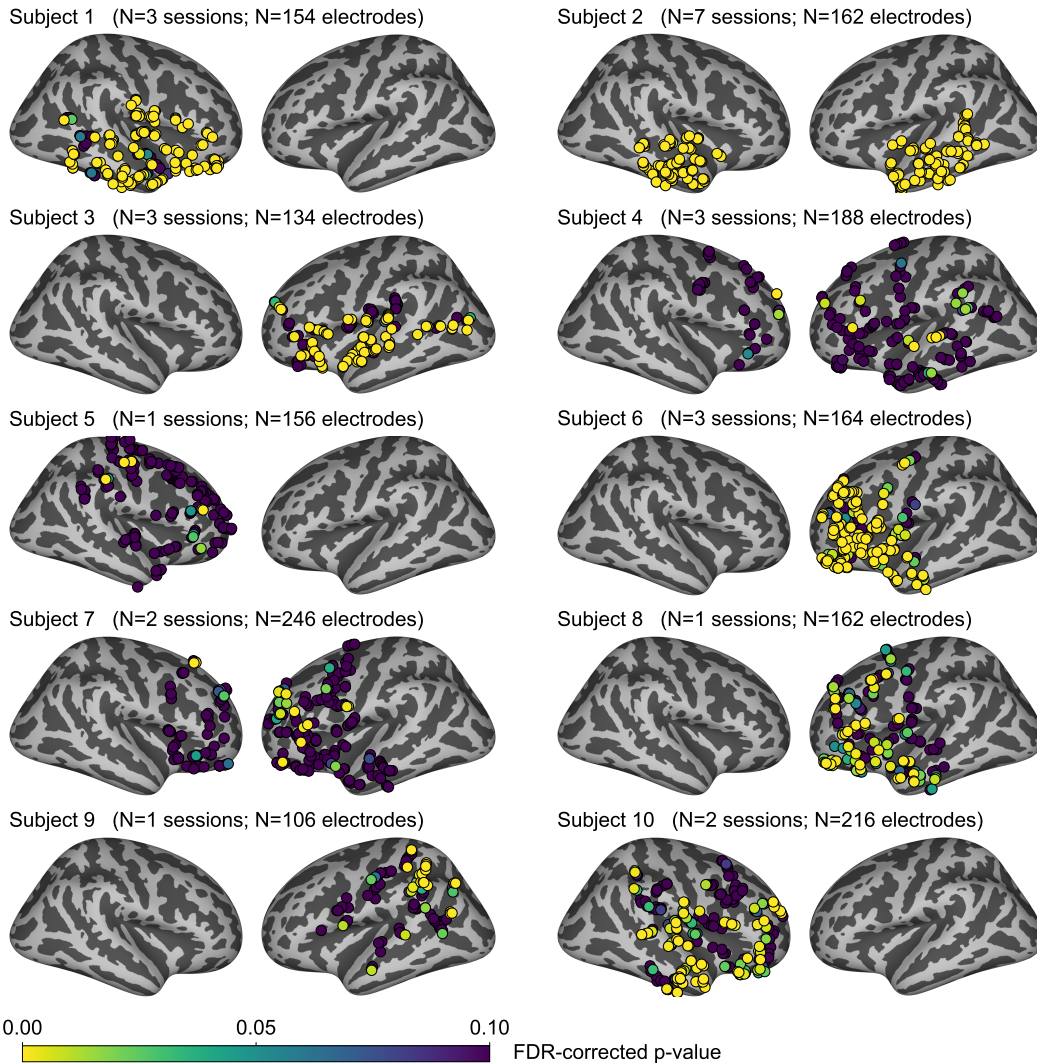 Subject 1 (N=3 sessions; N=154 electrodes)
Subject 2 (N=7 sessions; N=162 electrodes)
Subject 3 (N=3 sessions; N=134 electrodes)
Subject 4 (N=3 sessions; N=188 electrodes)
Subject 5 (N=1 sessions; N=156 electrodes)
Subject 6 (N=3 sessions; N=164 electrodes)
Subject 7 (N=2 sessions; N=246 electrodes)
Subject 8 (N=1 sessions; N=162 electrodes)
Subject 9 (N=1 sessions; N=106 electrodes)
Subject 10 (N=2 sessions; N=216 electrodes)
0.00 0.05 0.10
FDR-corrected p-value